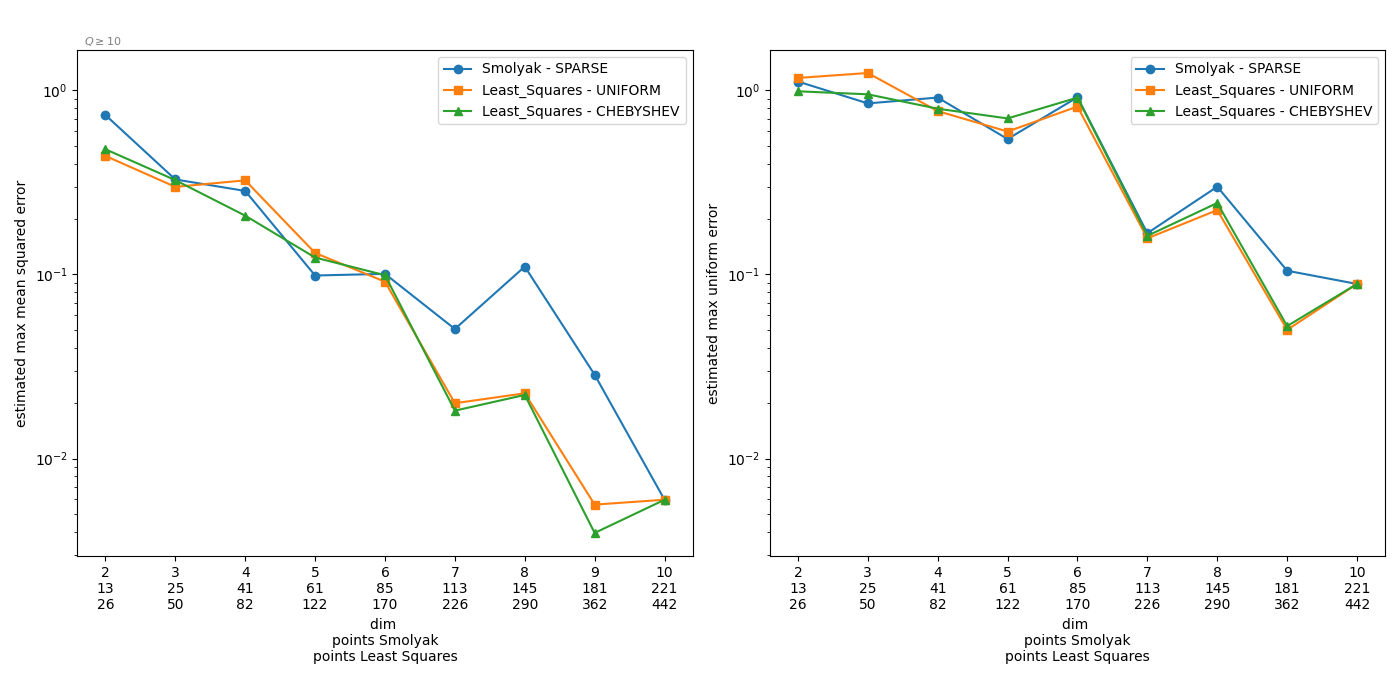 Q ≥ 10
estimated max mean squared error
10⁰
10⁻¹
10⁻²
Smolyak - SPARSE
Least_Squares - UNIFORM
Least_Squares - CHEBYSHEV
2 3 4 5 6 7 8 9 10
13 25 41 61 85 113 145 181 221
26 50 82 122 170 226 290 362 442
dim
points Smolyak
points Least Squares
estimated max uniform error
10⁰
10⁻¹
10⁻²
Smolyak - SPARSE
Least_Squares - UNIFORM
Least_Squares - CHEBYSHEV
2 3 4 5 6 7 8 9 10
13 25 41 61 85 113 145 181 221
26 50 82 122 170 226 290 362 442
dim
points Smolyak
points Least Squares